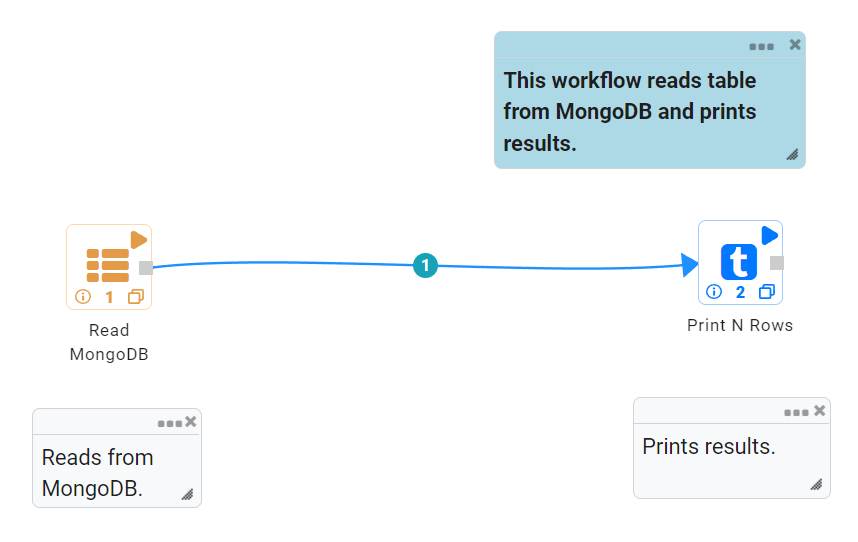 This workflow reads table
from MongoDB and prints
results.
1
Read
MongoDB
1
t
2
Print N Rows
Reads from
MongoDB.
Prints results.